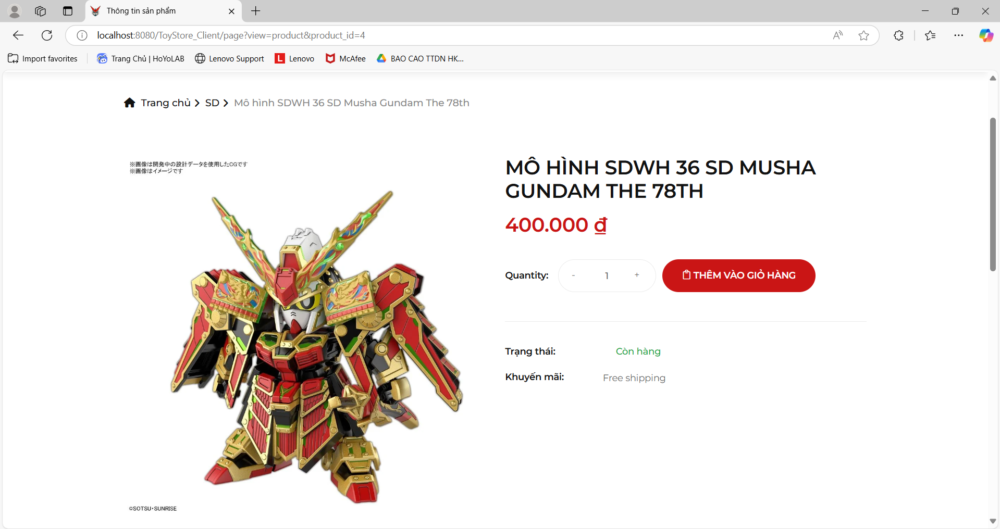 Thông tin sản phẩm
localhost:8080/ToyStore_Client/page?view=product&product_id=4
Import favorites
Trang Chủ | HoYoLAB
Lenovo Support
L Lenovo
McAfee
BAO CAO TTDN HK...
Trang chủ > SD > Mô hình SDWH 36 SD Musha Gundam The 78th
※画像は開発中の設計データを使用したCGです
※画像はイメージです
MÔ HÌNH SDWH 36 SD MUSHA
GUNDAM THE 78TH
400.000 ₫
Quantity: - 1 + THÊM VÀO GIỎ HÀNG
Trạng thái: Còn hàng
Khuyến mãi: Free shipping
©SOTSU・SUNRISE